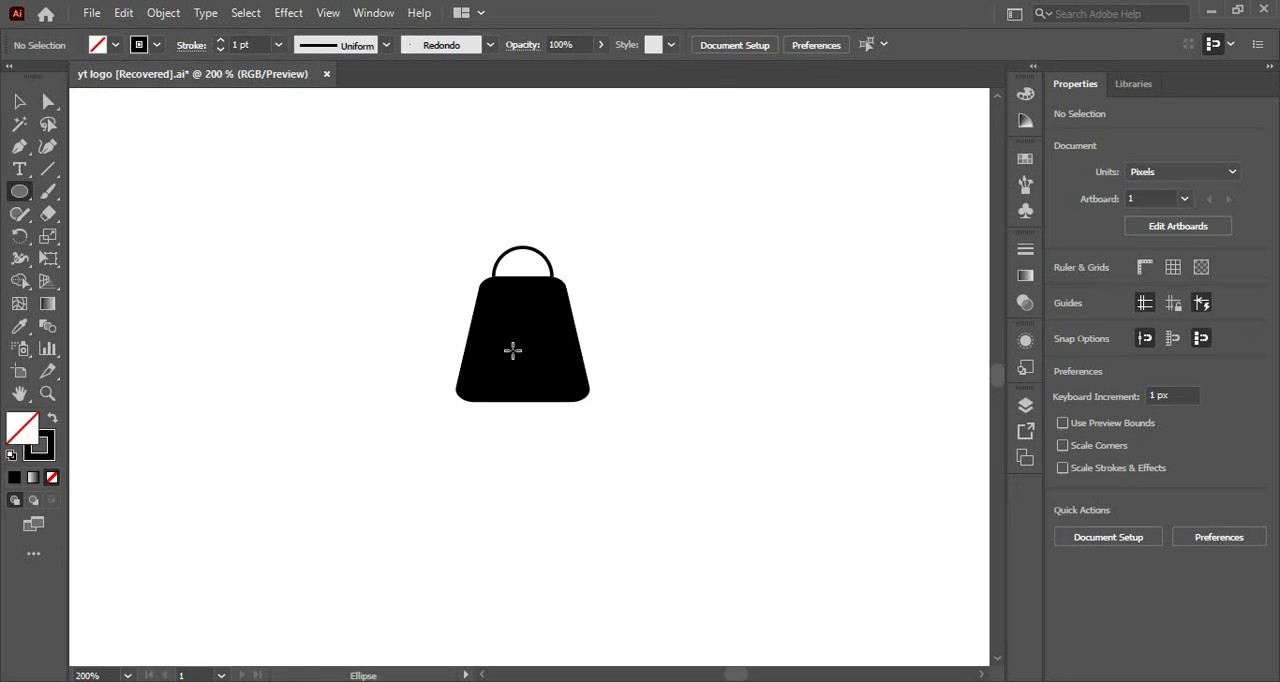 Ai File Edit Object Type Select Effect View Window Help Search Adobe Help
No Selection Stroke: 1 pt Uniform Redondo Opacity: 100% Style: Document Setup Preferences
yt logo [Recovered].ai* @ 200 % (RGB/Preview)
Properties Libraries
No Selection
Document
Units: Pixels
Artboard: 1
Edit Artboards
Ruler & Grids
Guides
Snap Options
Preferences
Keyboard Increment: 1 px
Use Preview Bounds
Scale Corners
Scale Strokes & Effects
Quick Actions
Document Setup Preferences
200% 1 Ellipse